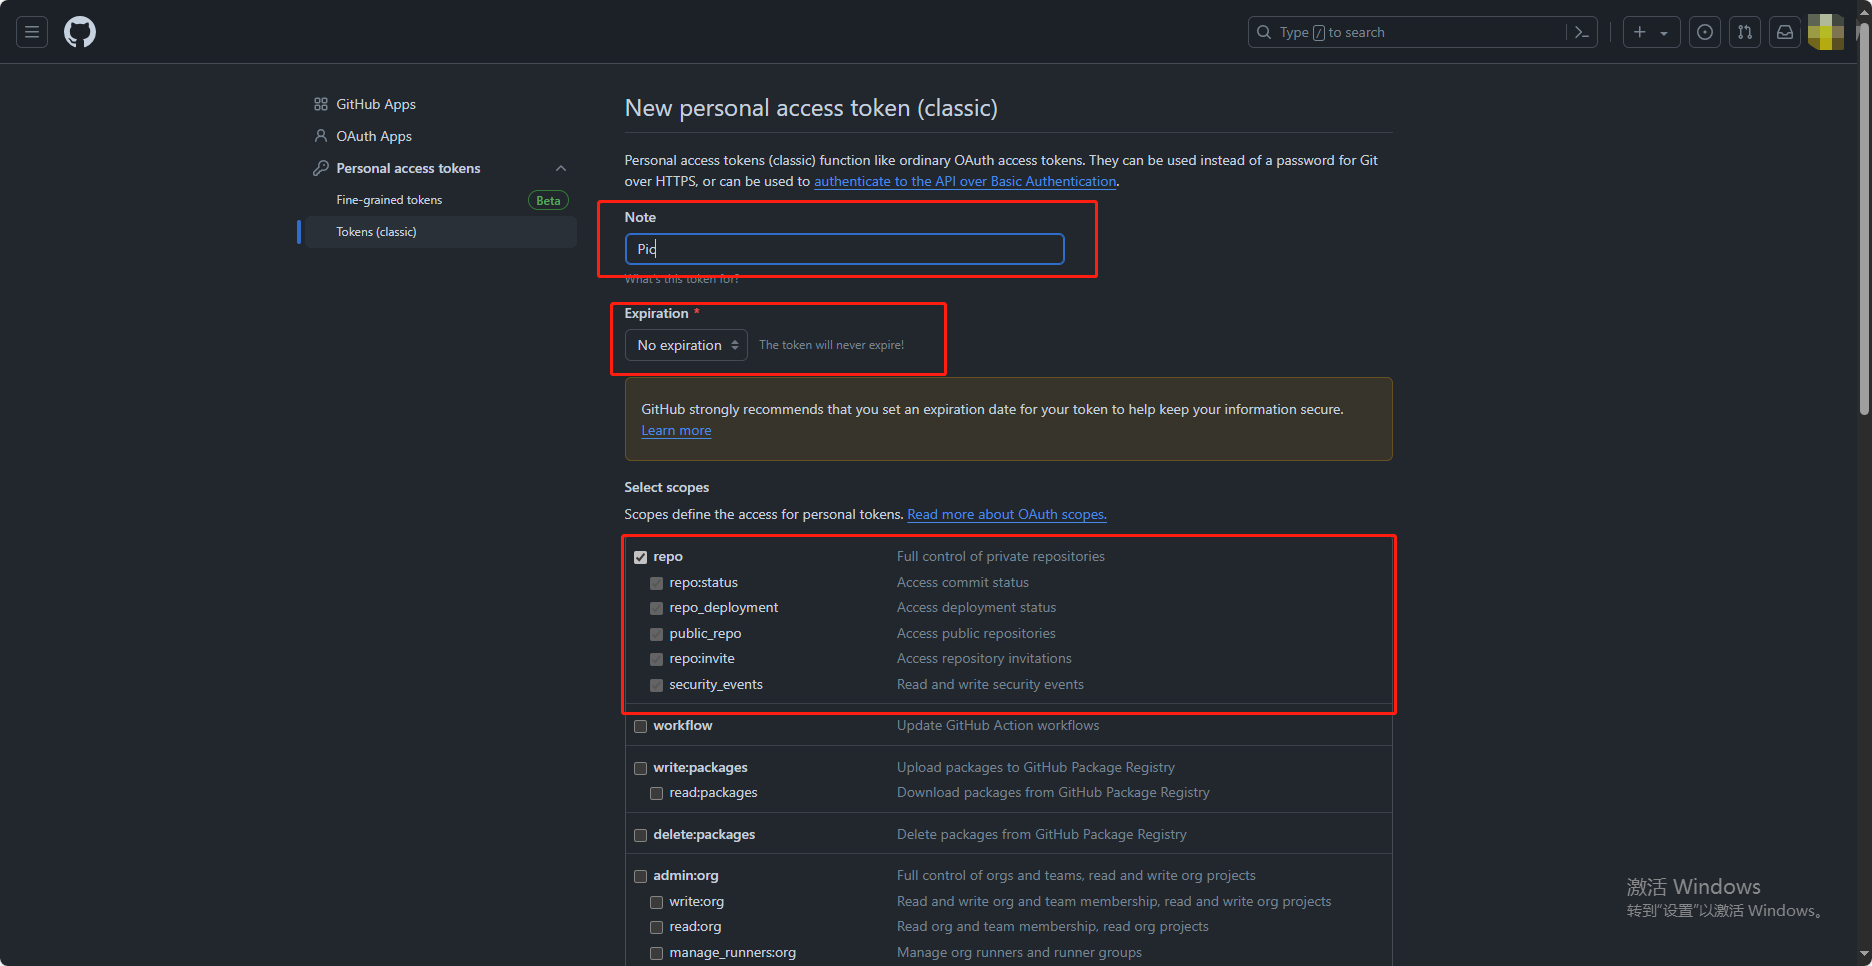 Type / to search
GitHub Apps
OAuth Apps
Personal access tokens
Fine-grained tokens Beta
Tokens (classic)
New personal access token (classic)
Personal access tokens (classic) function like ordinary OAuth access tokens. They can be used instead of a password for Git
over HTTPS, or can be used to authenticate to the API over Basic Authentication.
Note
Pic
What's this token for?
Expiration *
No expiration The token will never expire!
GitHub strongly recommends that you set an expiration date for your token to help keep your information secure.
Learn more
Select scopes
Scopes define the access for personal tokens. Read more about OAuth scopes.
repo Full control of private repositories
repo:status Access commit status
repo_deployment Access deployment status
public_repo Access public repositories
repo:invite Access repository invitations
security_events Read and write security events
workflow Update GitHub Action workflows
write:packages Upload packages to GitHub Package Registry
read:packages Download packages from GitHub Package Registry
delete:packages Delete packages from GitHub Package Registry
admin:org Full control of orgs and teams, read and write org projects
write:org Read and write org and team membership, read and write org projects
read:org Read org and team membership, read org projects
manage_runners:org Manage org runners and runner groups
激活 Windows
转到“设置”以激活 Windows。